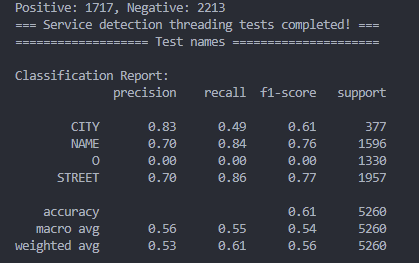 Positive: 1717, Negative: 2213
=== Service detection threading tests completed! ===
=================== Test names =====================
Classification Report:
precision recall f1-score support
CITY 0.83 0.49 0.61 377
NAME 0.70 0.84 0.76 1596
O 0.00 0.00 0.00 1330
STREET 0.70 0.86 0.77 1957
accuracy 0.61 5260
macro avg 0.56 0.55 0.54 5260
weighted avg 0.53 0.61 0.56 5260